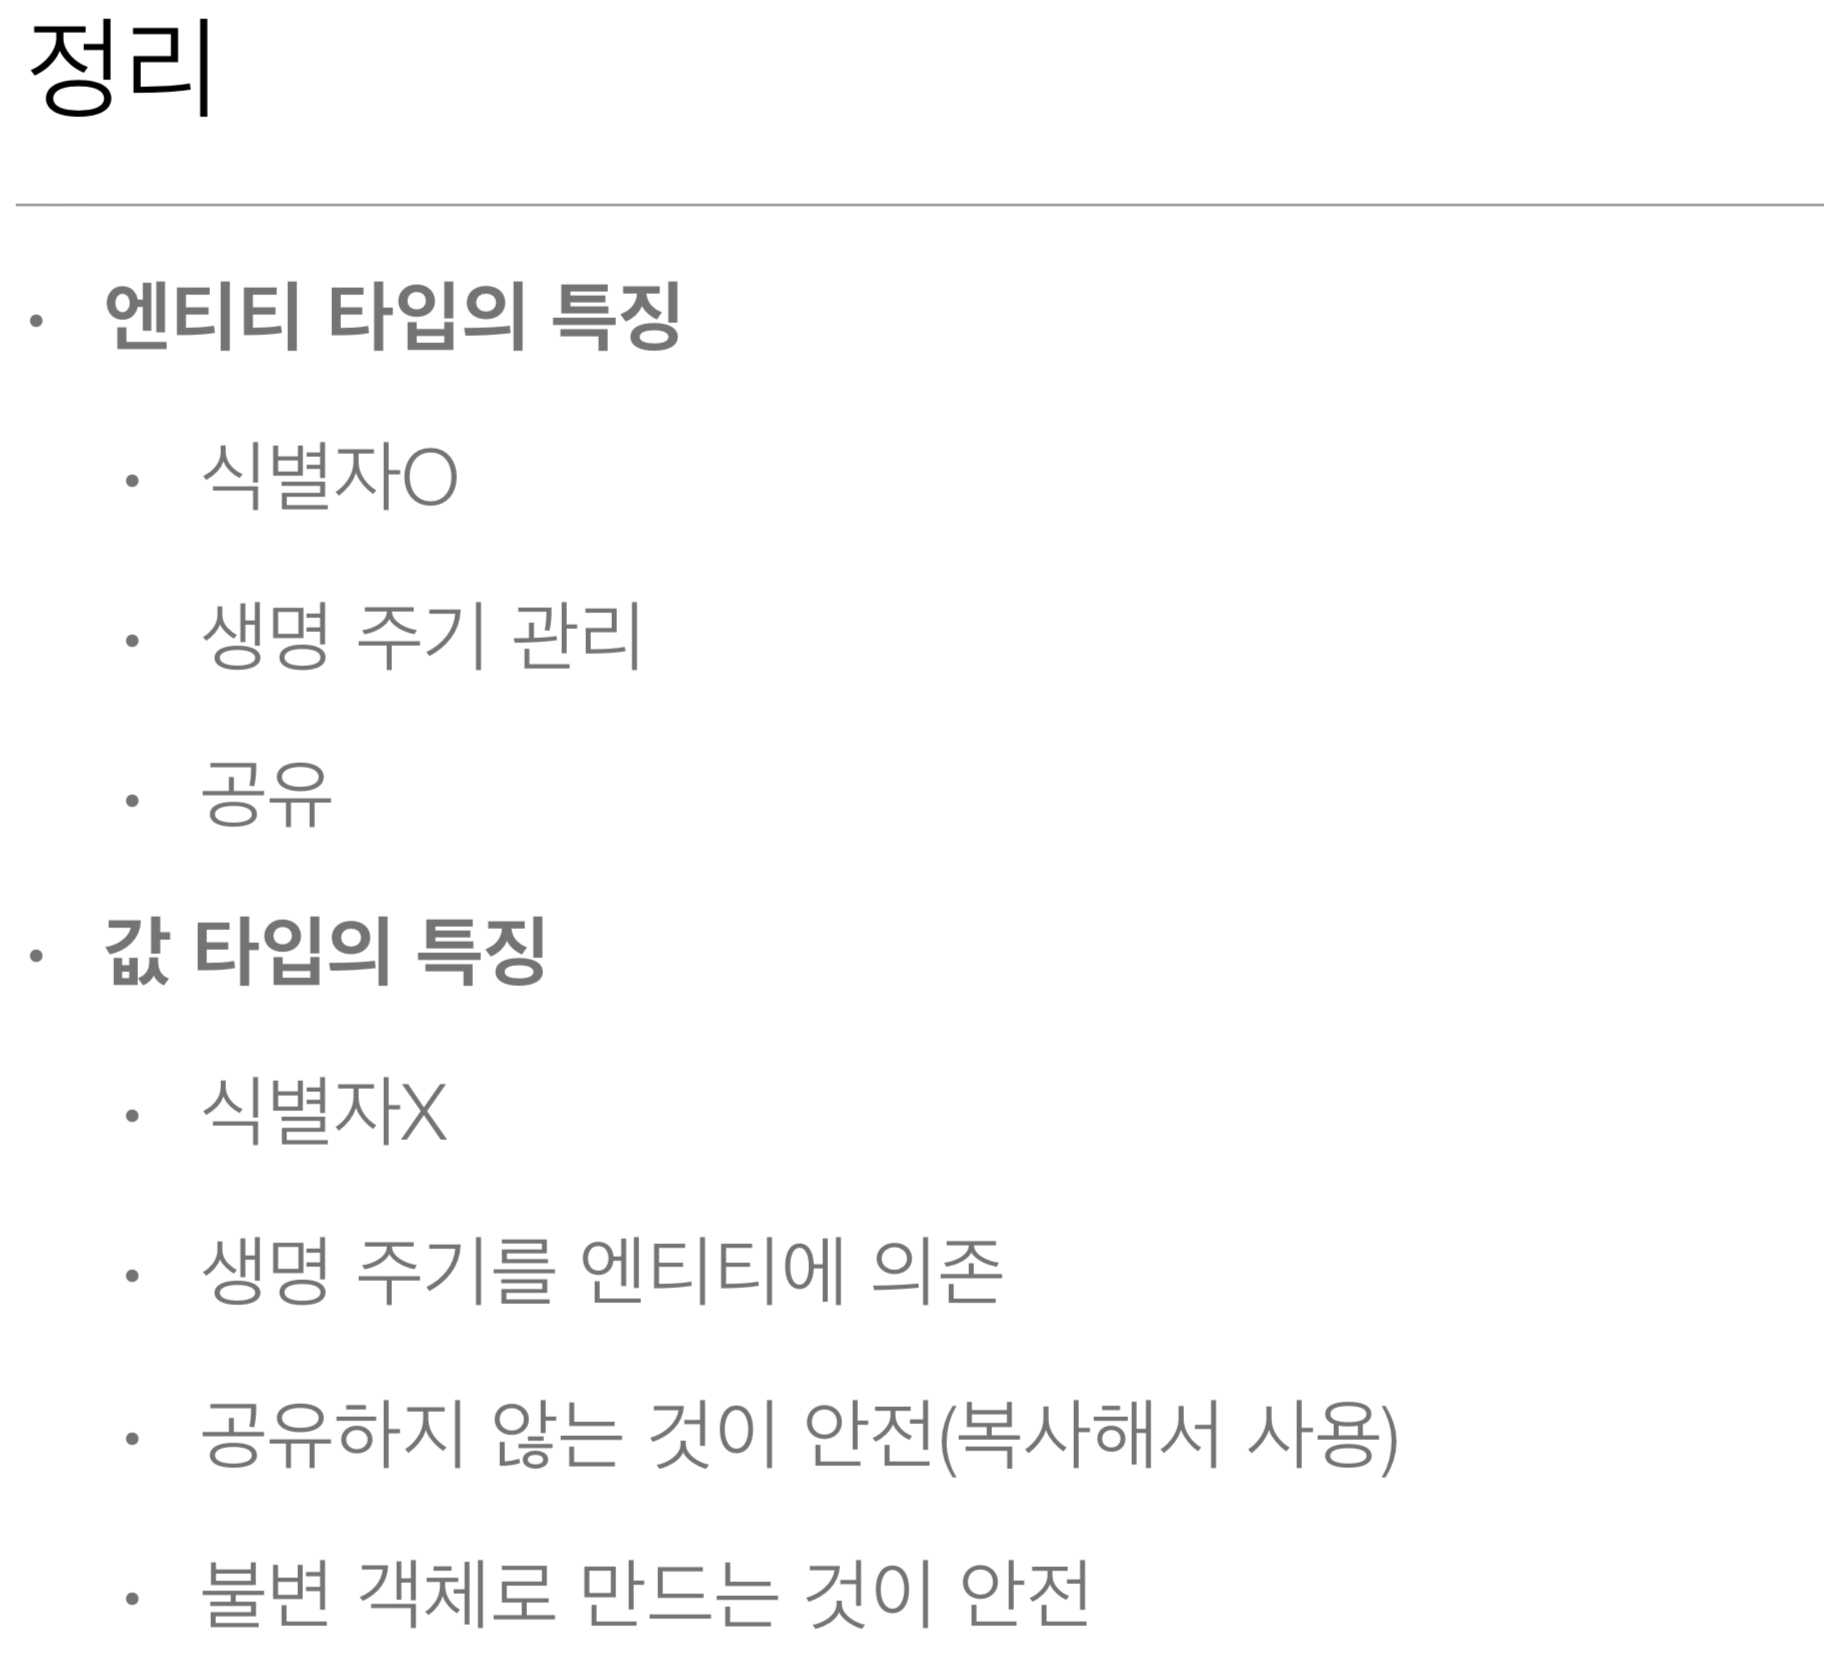 정리
• 엔티티 타입의 특징
• 식별자O
• 생명 주기 관리
• 공유
• 값 타입의 특징
• 식별자X
• 생명 주기를 엔티티에 의존
• 공유하지 않는 것이 안전(복사해서 사용)
• 불변 객체로 만드는 것이 안전